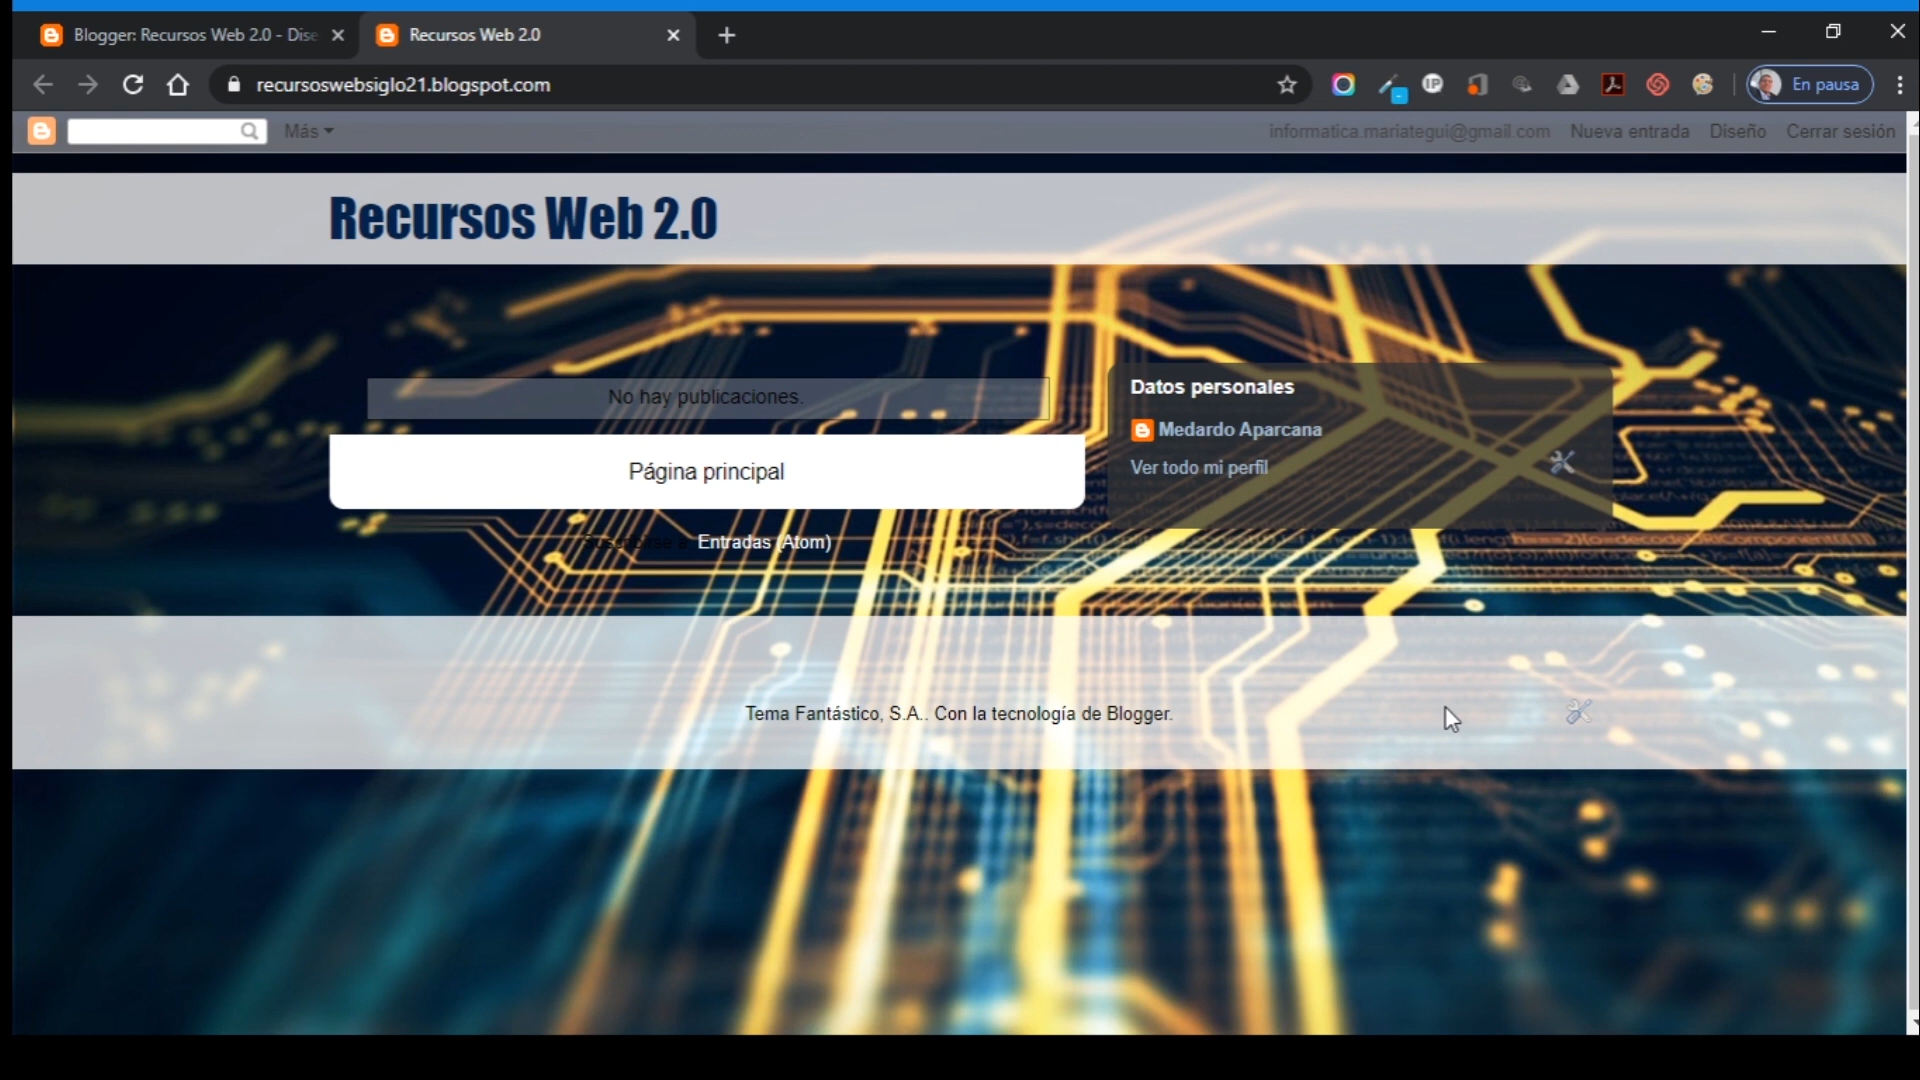 Blogger: Recursos Web 2.0 - Dise
Recursos Web 2.0
recursoswebsiglo21.blogspot.com
En pausa
Más
informatica.mariategui@gmail.com
Nueva entrada
Diseño
Cerrar sesión
Recursos Web 2.0
No hay publicaciones.
Página principal
Suscribirse a: Entradas (Atom)
Datos personales
Medardo Aparcana
Ver todo mi perfil
Tema Fantástico, S.A.. Con la tecnología de Blogger.